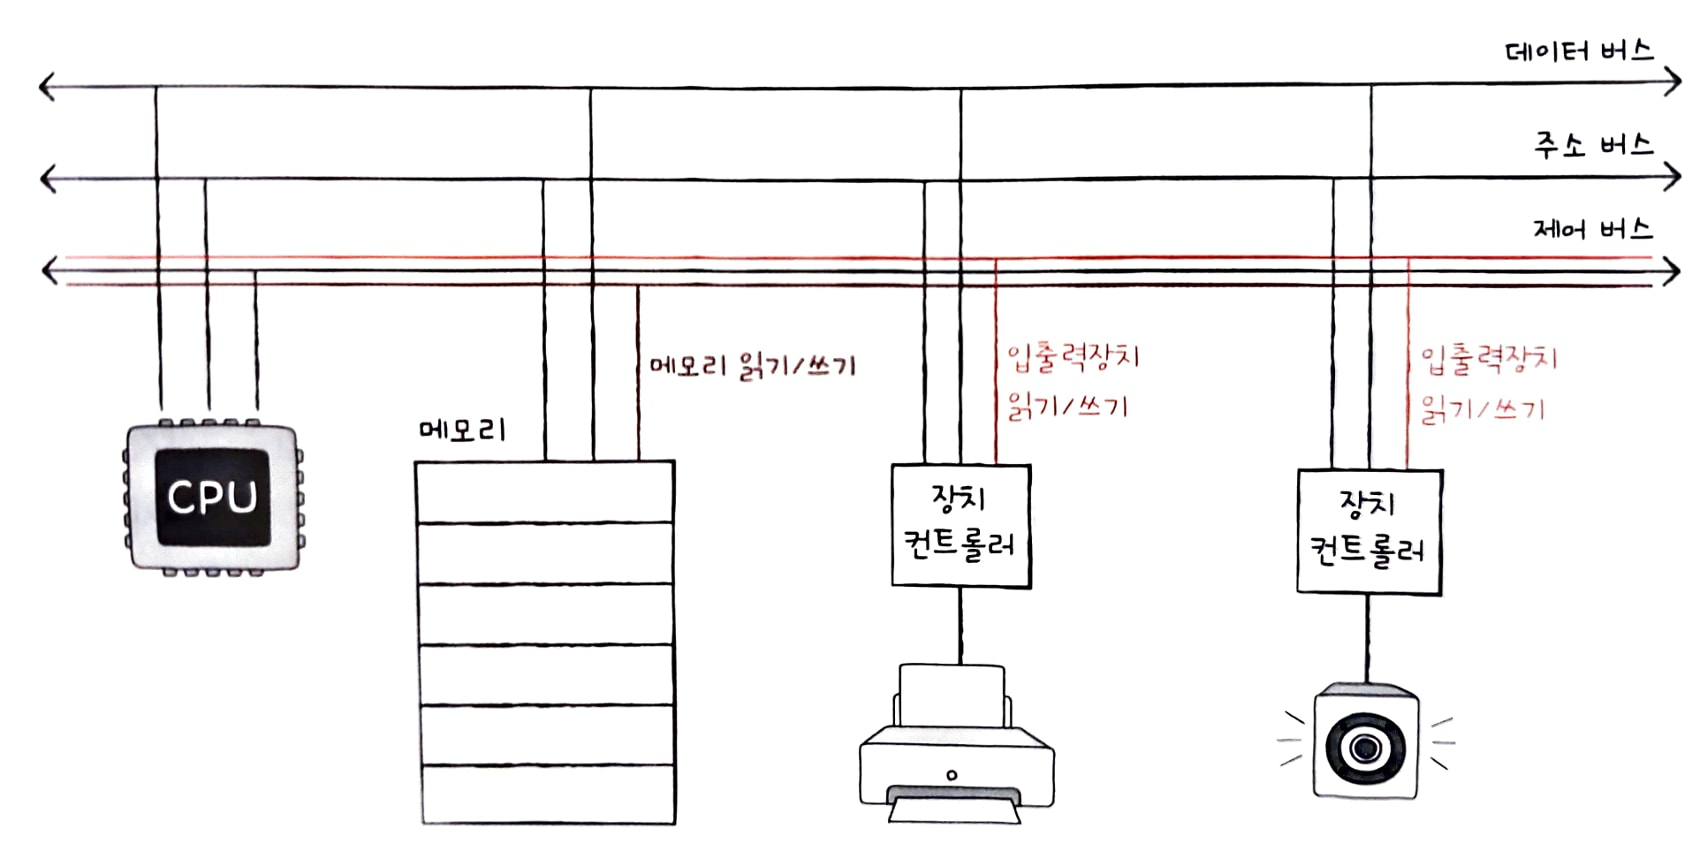 데이터 버스
주소 버스
제어 버스
메모리 읽기/쓰기
입출력장치
읽기/쓰기
입출력장치
읽기/쓰기
메모리
CPU
장치
컨트롤러
장치
컨트롤러